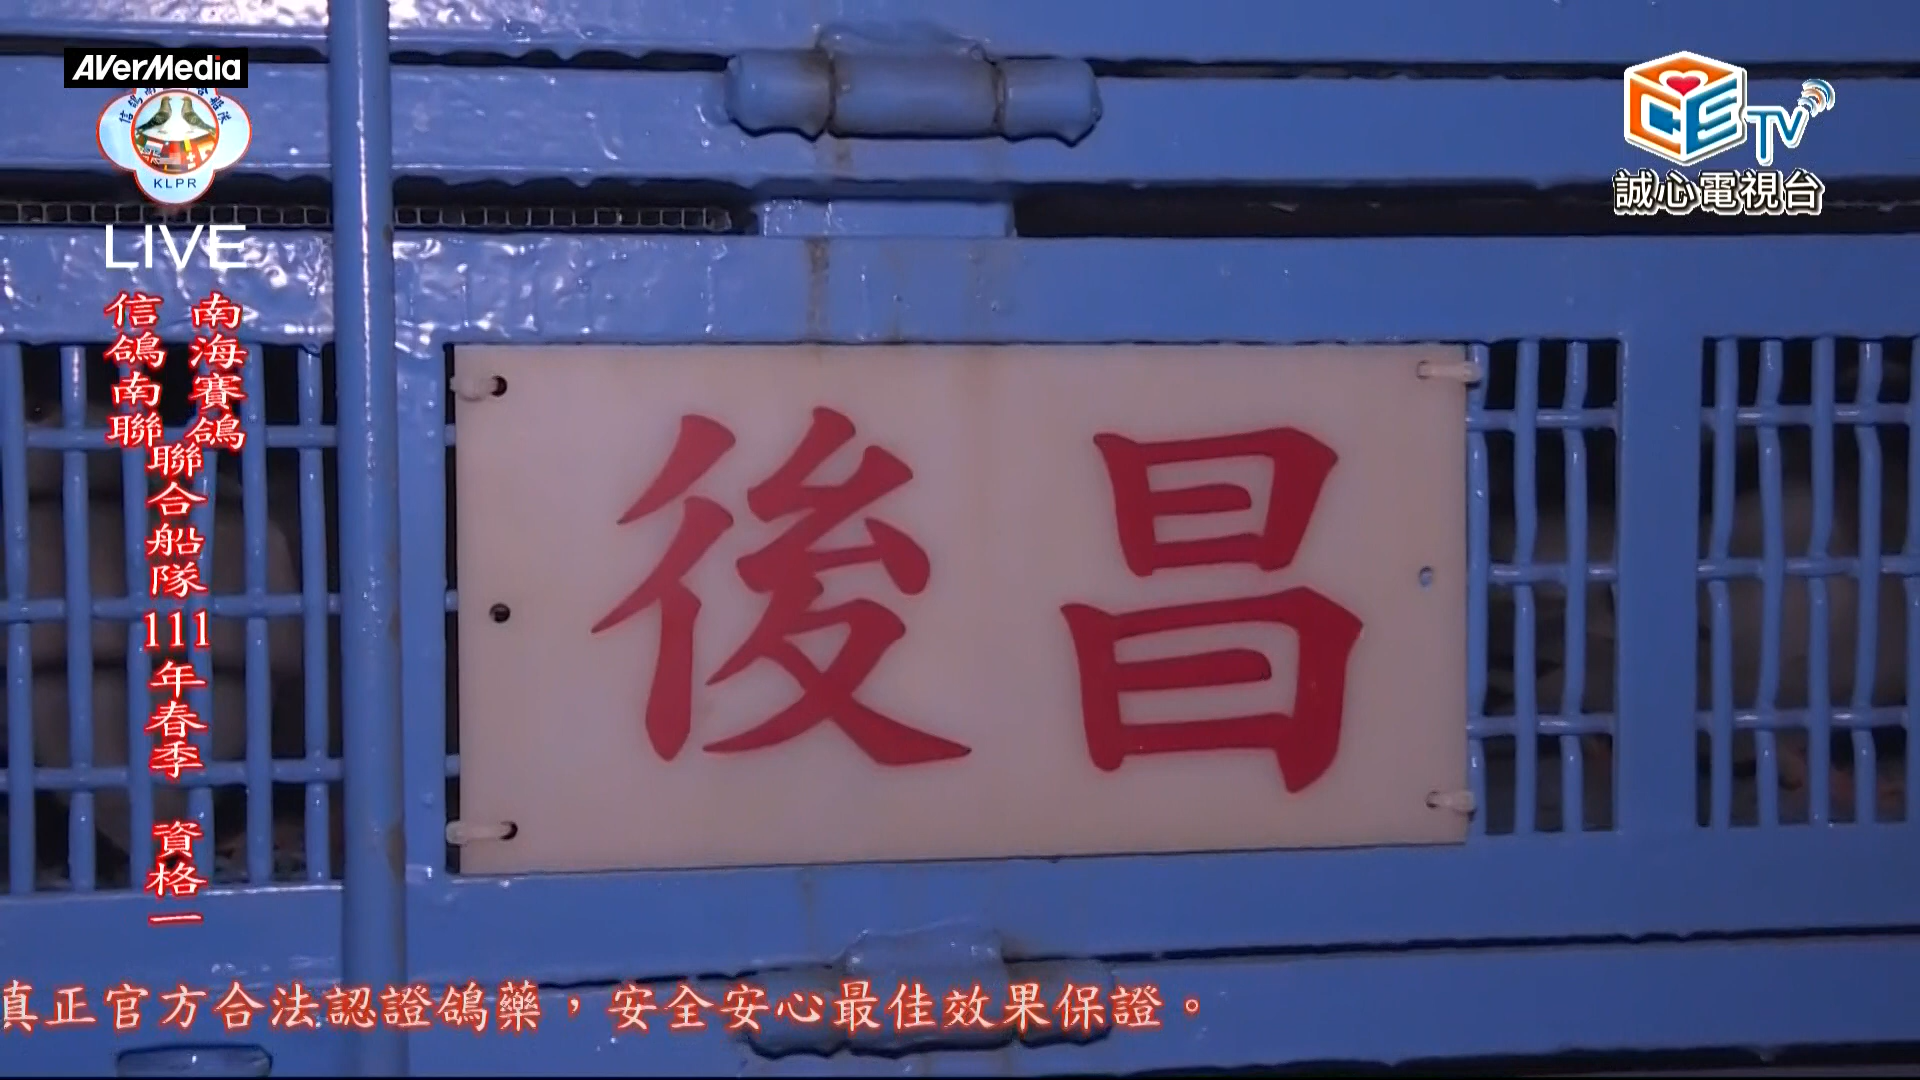 AVerMedia
KLPR
LIVE
南海賽鴿
信鴿南聯
聯合船隊111年春季 資格一
TV
誠心電視台
後昌
真正官方合法認證鴿藥，安全安心最佳效果保證。